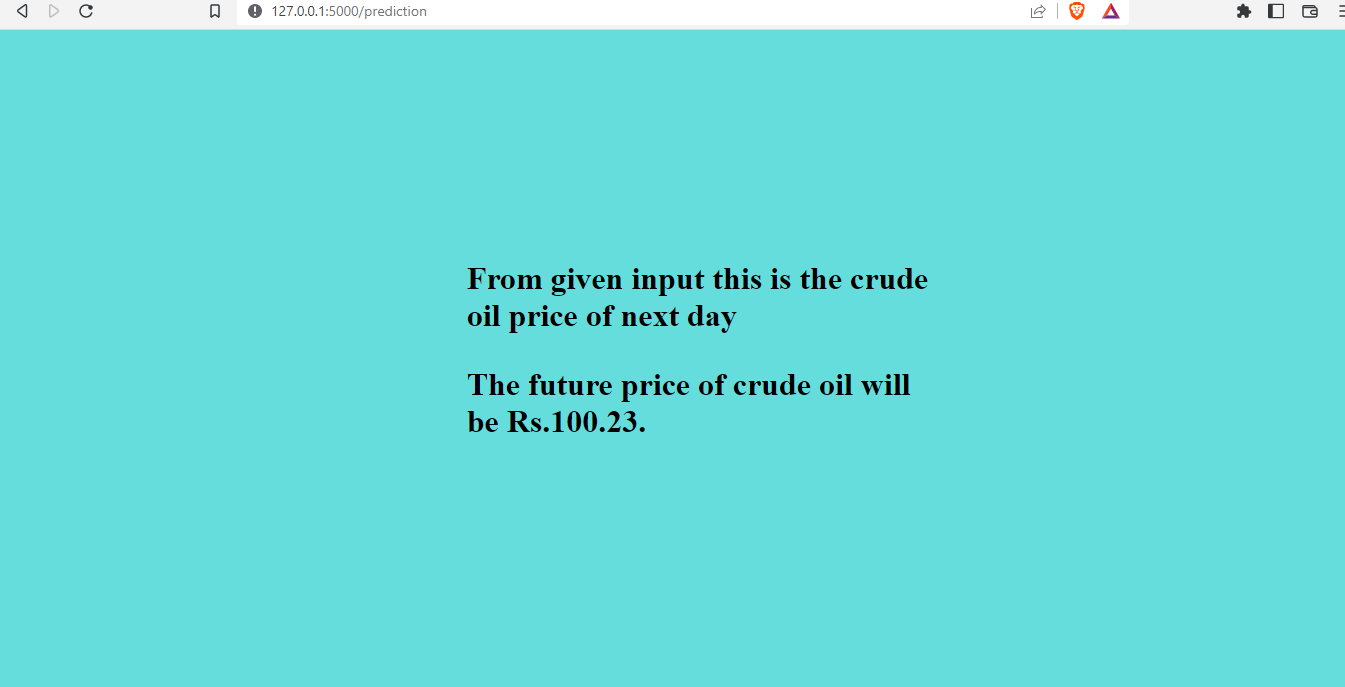 127.0.0.1:5000/prediction
From given input this is the crude
oil price of next day
The future price of crude oil will
be Rs.100.23.